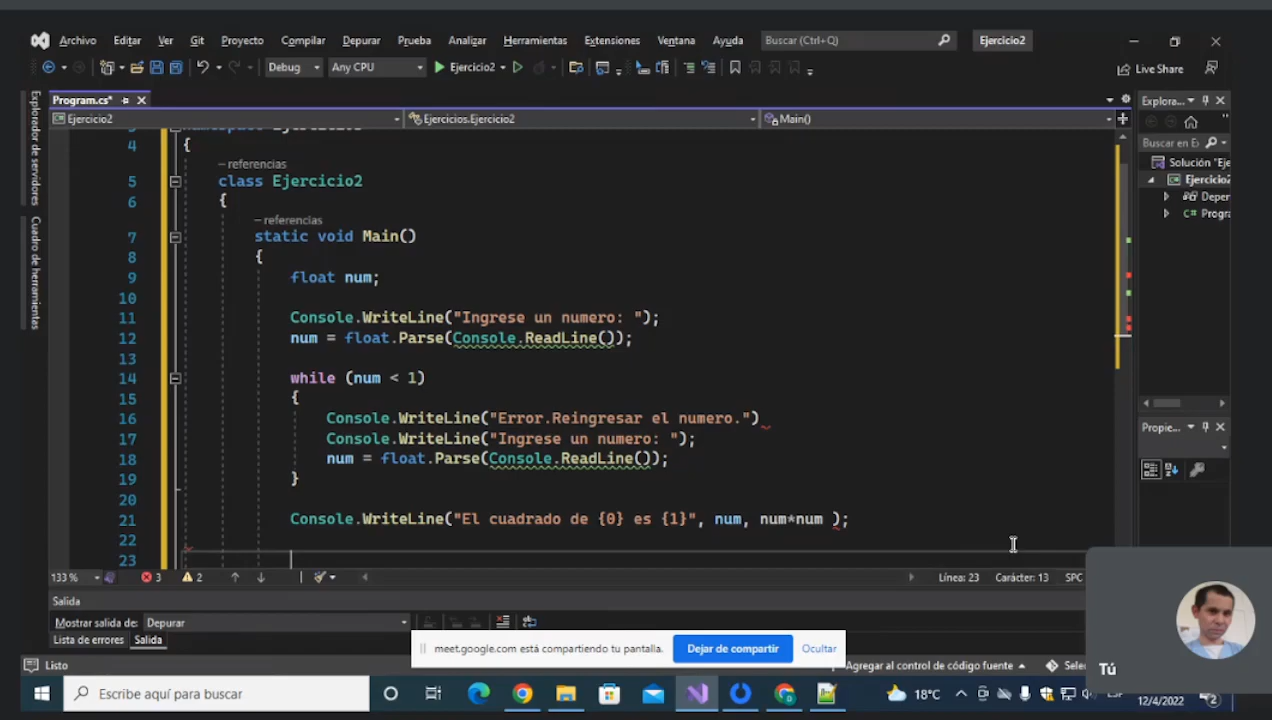 Archivo Editar Ver Git Proyecto Compilar Depurar Prueba Analizar Herramientas Extensiones Ventana Ayuda Buscar (Ctrl+Q) Ejercicio2
Debug Any CPU Ejercicio2 Live Share
Program.cs* Explora...
Ejercicio2 Ejercicios.Ejercicio2 Main()
Explorador de servidores
Cuadro de herramientas
4 {
– referencias
5 class Ejercicio2
6 {
– referencias
7 static void Main()
8 {
9 float num;
10
11 Console.WriteLine("Ingrese un numero: ");
12 num = float.Parse(Console.ReadLine());
13
14 while (num < 1)
15 {
16 Console.WriteLine("Error.Reingresar el numero.")
17 Console.WriteLine("Ingrese un numero: ");
18 num = float.Parse(Console.ReadLine());
19 }
20
21 Console.WriteLine("El cuadrado de {0} es {1}", num, num*num );
22
23
Buscar en E
Solución "Eje
Ejercicio2
Depen
Progra
Propie...
133 % 3 2 Línea: 23 Carácter: 13 SPC
Salida
Mostrar salida de: Depurar
Lista de errores Salida
meet.google.com está compartiendo tu pantalla. Dejar de compartir Ocultar
Listo Agregar al control de código fuente Sele
Tú
Escribe aquí para buscar 18°C 12/4/2022 2